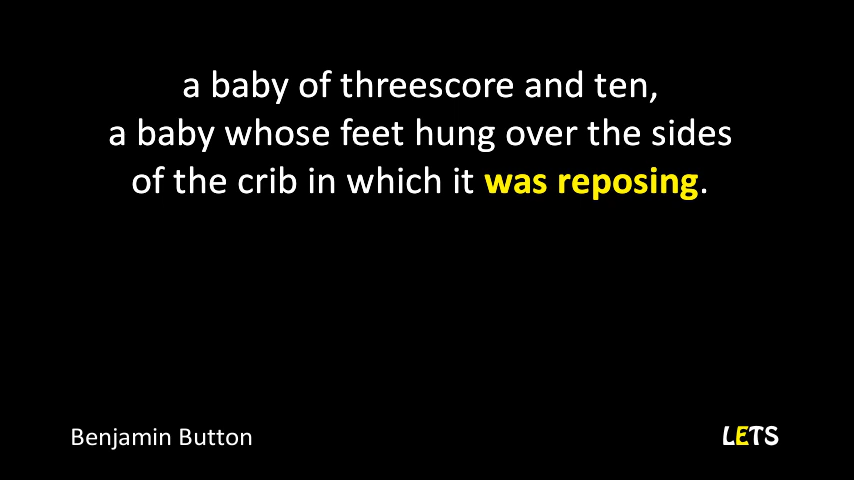 a baby of threescore and ten,
a baby whose feet hung over the sides
of the crib in which it was reposing.
Benjamin Button
LETS